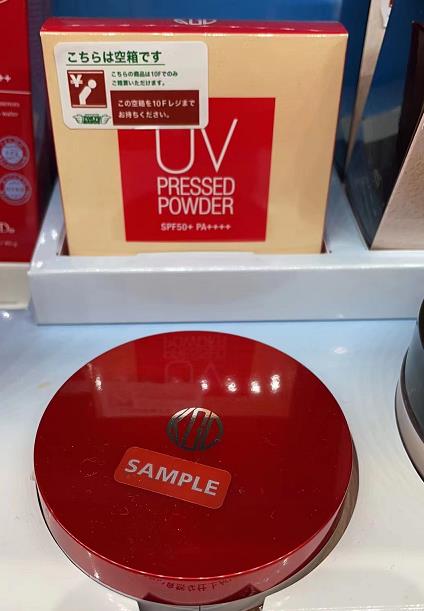 こちらは空箱です
こちらの商品は10Fでのみ
ご精算いただけます。
この空箱を10Fレジまで
お持ちください。
UV
PRESSED
POWDER
SPF50+ PA++++
SAMPLE